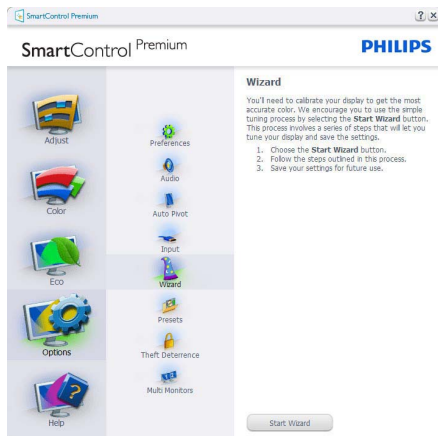 SmartControl Premium
SmartControl Premium
PHILIPS
Adjust
Color
Eco
Options
Help
Preferences
Audio
Auto Pivot
Input
Wizard
Presets
Theft Deterrence
Multi Monitors
Wizard
You'll need to calibrate your display to get the most
accurate color. We encourage you to use the simple
tuning process by selecting the Start Wizard button.
This process involves a series of steps that will let you
tune your display and save the settings.
1. Choose the Start Wizard button.
2. Follow the steps outlined in this process.
3. Save your settings for future use.
Start Wizard